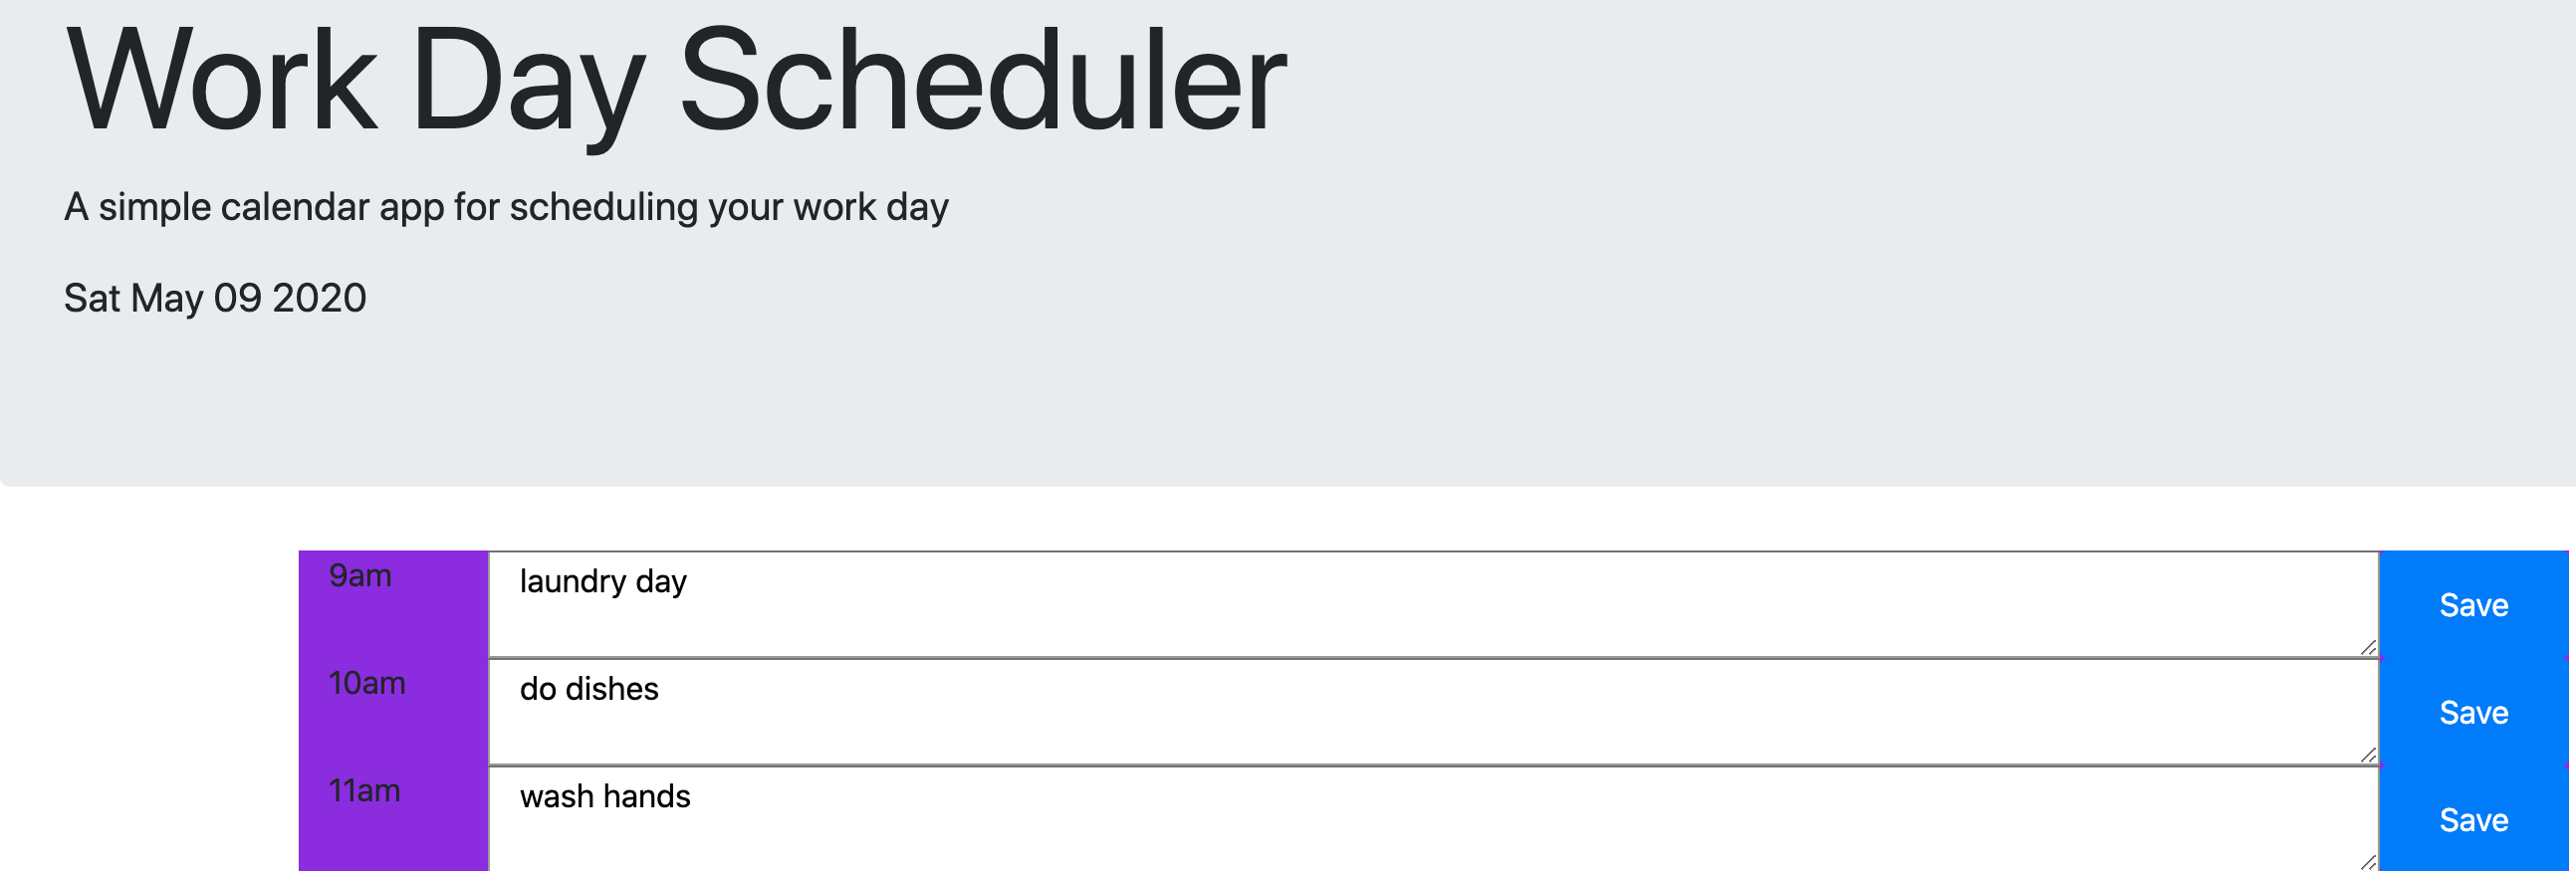 Work Day Scheduler
A simple calendar app for scheduling your work day
Sat May 09 2020
9am laundry day Save
10am do dishes Save
11am wash hands Save